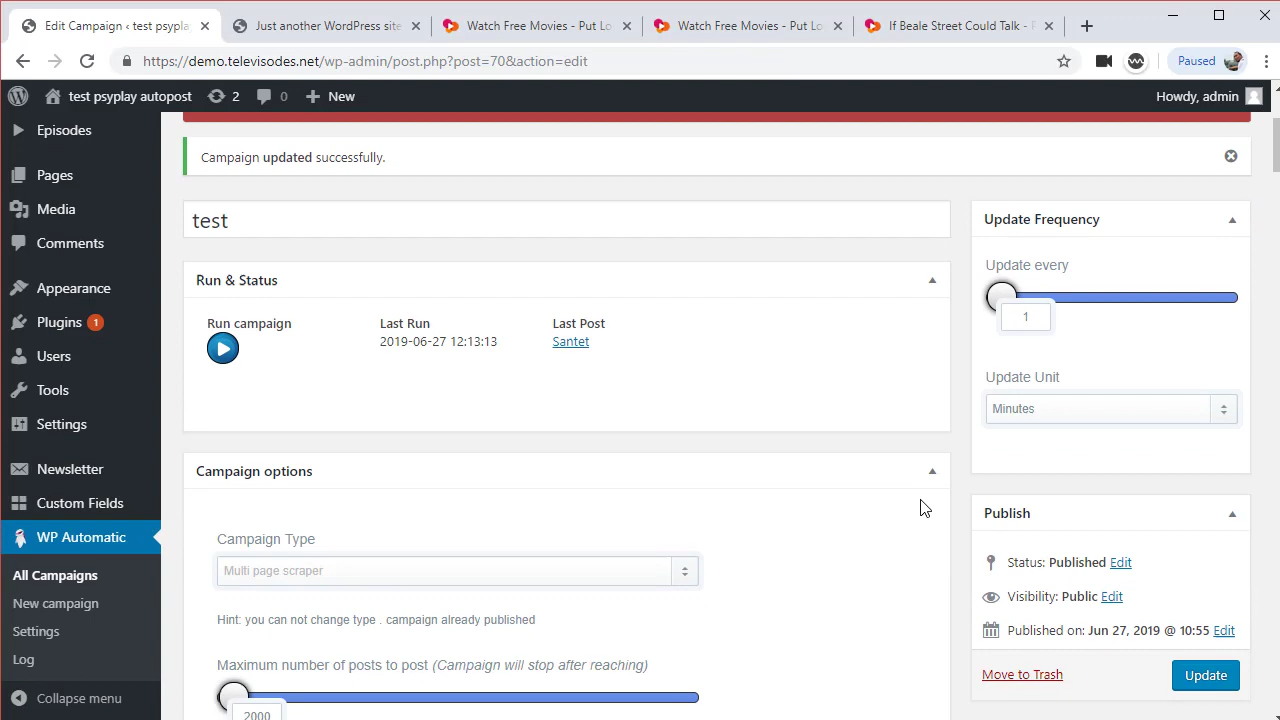 Edit Campaign ‹ test psyplay
Just another WordPress site
Watch Free Movies - Put Lo
Watch Free Movies - Put Lo
If Beale Street Could Talk - P
https://demo.televisodes.net/wp-admin/post.php?post=70&action=edit
Paused
test psyplay autopost
2
0
New
Howdy, admin
Episodes
Pages
Media
Comments
Appearance
Plugins 1
Users
Tools
Settings
Newsletter
Custom Fields
WP Automatic
All Campaigns
New campaign
Settings
Log
Collapse menu
Campaign updated successfully.
test
Run & Status
Run campaign
Last Run
Last Post
2019-06-27 12:13:13
Santet
Campaign options
Campaign Type
Multi page scraper
Hint: you can not change type . campaign already published
Maximum number of posts to post (Campaign will stop after reaching)
2000
Update Frequency
Update every
1
Update Unit
Minutes
Publish
Status: Published Edit
Visibility: Public Edit
Published on: Jun 27, 2019 @ 10:55 Edit
Move to Trash
Update